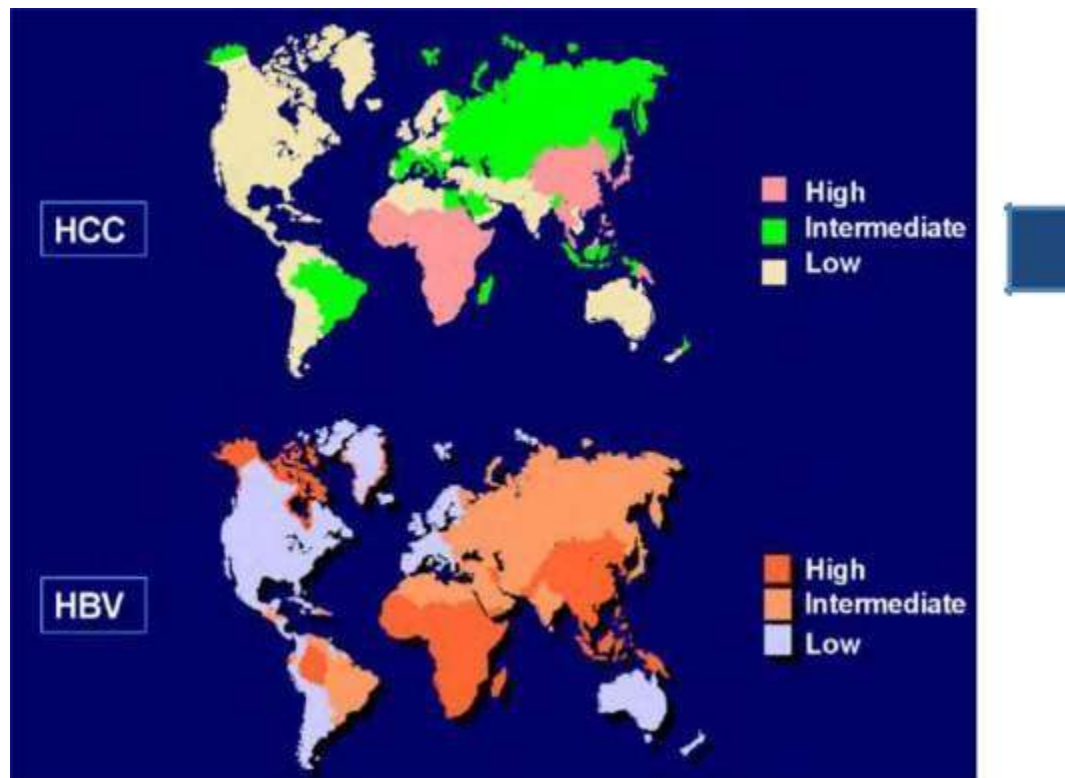 HCC
High
Intermediate
Low
HBV
High
Intermediate
Low